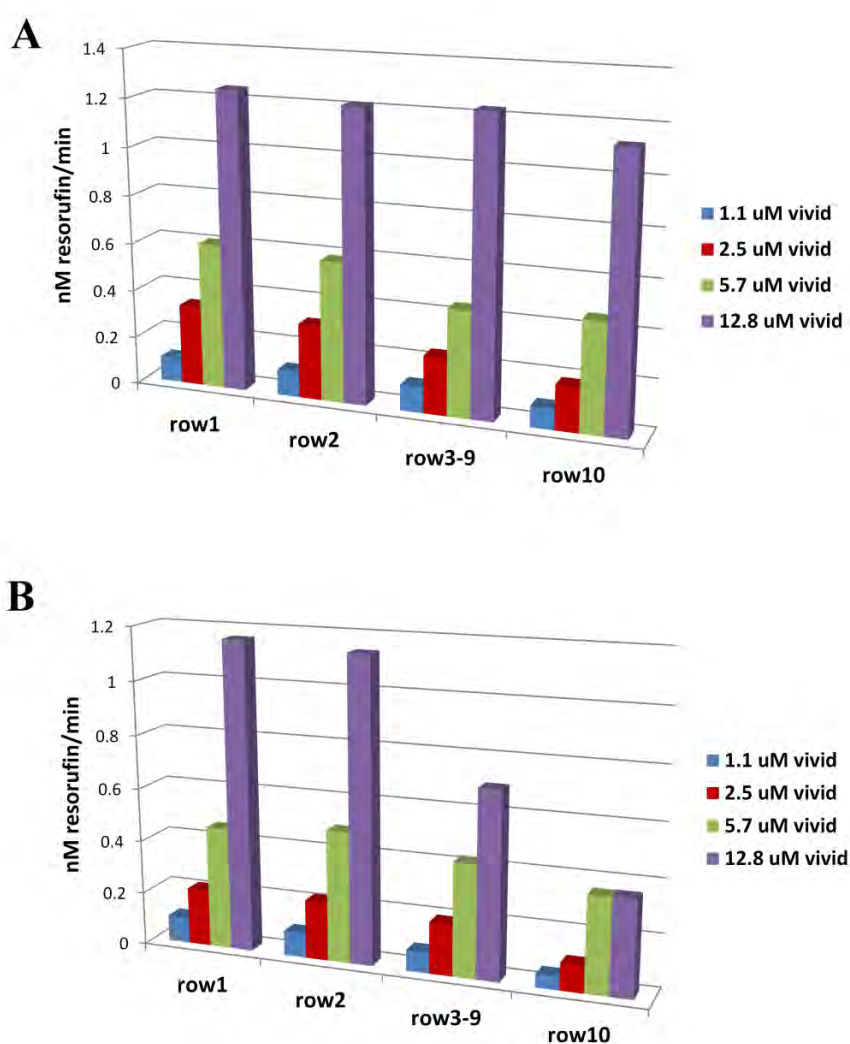 A
nM resorufin/min
1.4
1.2
1
0.8
0.6
0.4
0.2
0
row1
row2
row3-9
row10
1.1 uM vivid
2.5 uM vivid
5.7 uM vivid
12.8 uM vivid
B
nM resorufin/min
1.2
1
0.8
0.6
0.4
0.2
0
row1
row2
row3-9
row10
1.1 uM vivid
2.5 uM vivid
5.7 uM vivid
12.8 uM vivid